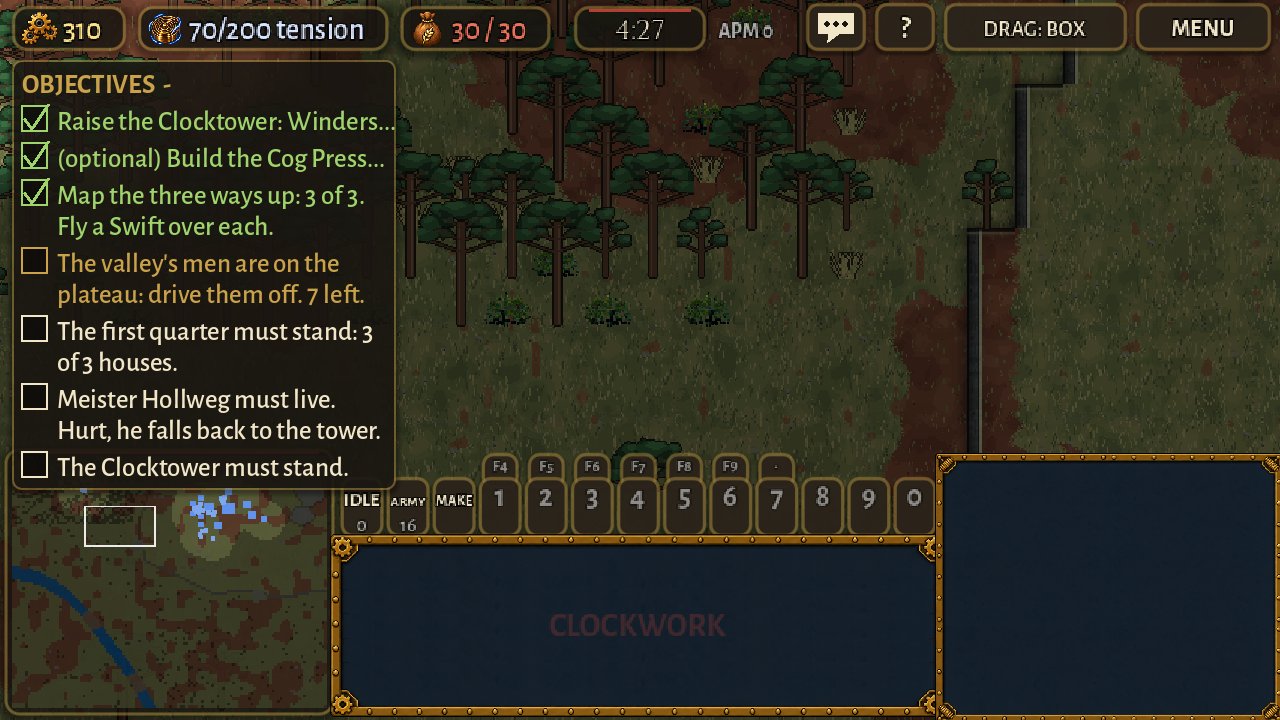 310
70/200 tension
30/30
4:27
APM 0
?
DRAG: BOX
MENU
OBJECTIVES -
Raise the Clocktower: Winders...
(optional) Build the Cog Press...
Map the three ways up: 3 of 3.
Fly a Swift over each.
The valley's men are on the
plateau: drive them off. 7 left.
The first quarter must stand: 3
of 3 houses.
Meister Hollweg must live.
Hurt, he falls back to the tower.
The Clocktower must stand.
F4 F5 F6 F7 F8 F9 .
IDLE ARMY MAKE 1 2 3 4 5 6 7 8 9 0
0 16
CLOCKWORK